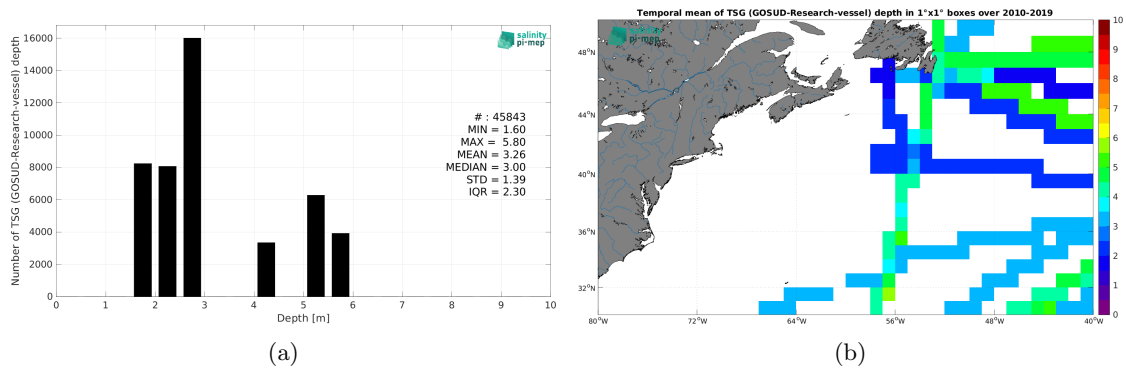 Number of TSG (GOSUD-Research-vessel) depth
16000
14000
12000
10000
8000
6000
4000
2000
0
0 1 2 3 4 5 6 7 8 9 10
Depth [m]
salinity
pi-mep
# : 45843
MIN = 1.60
MAX = 5.80
MEAN = 3.26
MEDIAN = 3.00
STD = 1.39
IQR = 2.30
(a)
Temporal mean of TSG (GOSUD-Research-vessel) depth in 1°x1° boxes over 2010-2019
salinity
pi-mep
48°N
44°N
40°N
36°N
32°N
80°W 72°W 64°W 56°W 48°W 40°W
10
9
8
7
6
5
4
3
2
1
0
(b)